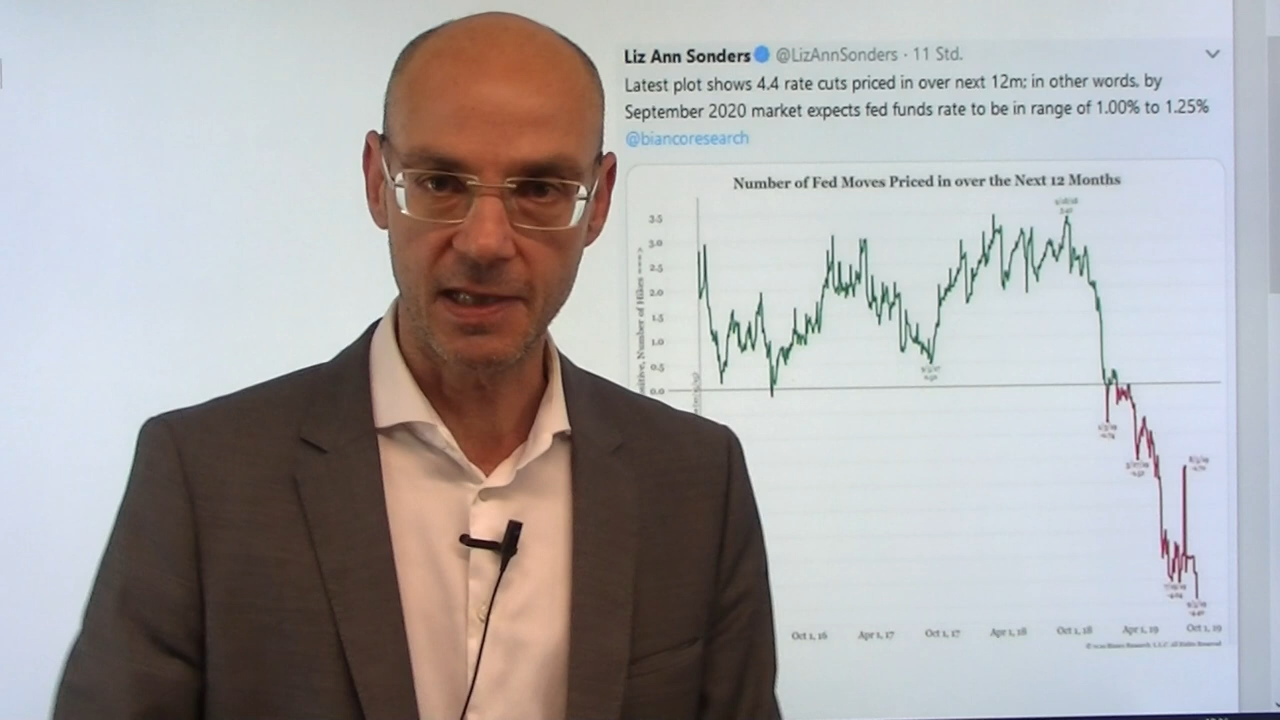 Liz Ann Sonders @LizAnnSonders · 11 Std.
Latest plot shows 4.4 rate cuts priced in over next 12m; in other words, by
September 2020 market expects fed funds rate to be in range of 1.00% to 1.25%
@biancoresearch
Number of Fed Moves Priced in over the Next 12 Months
3.5
3.0
2.5
2.0
1.5
1.0
0.5
0.0
Number of Hikes ===>
Oct 1, 16 Apr 1, 17 Oct 1, 17 Apr 1, 18 Oct 1, 18 Apr 1, 19 Oct 1, 19